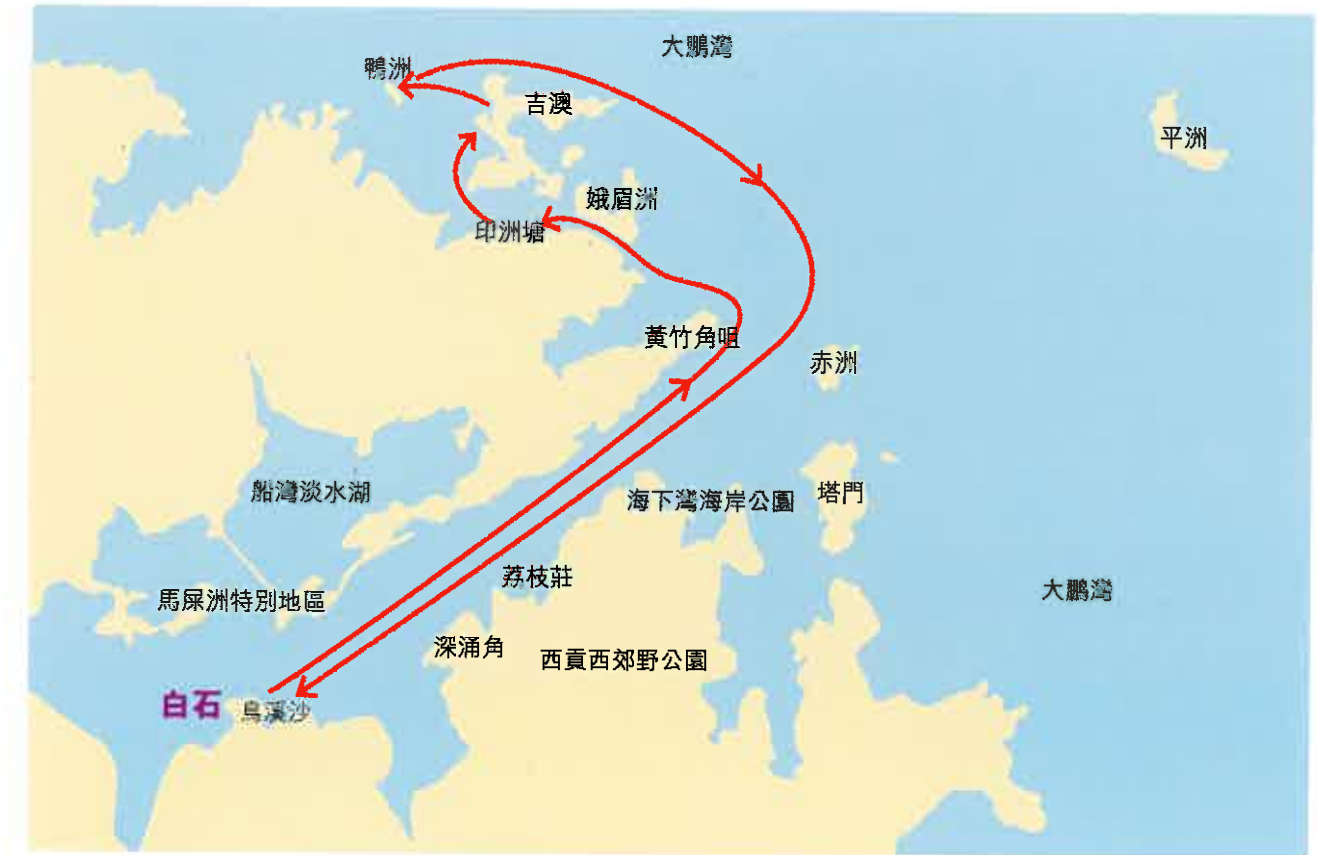 大鵬灣
鴨洲
吉澳
平洲
娥眉洲
印洲塘
黃竹角咀
赤洲
船灣淡水湖
海下灣海岸公園
塔門
荔枝莊
馬屎洲特別地區
大鵬灣
深涌角
西貢西郊野公園
白石
烏溪沙